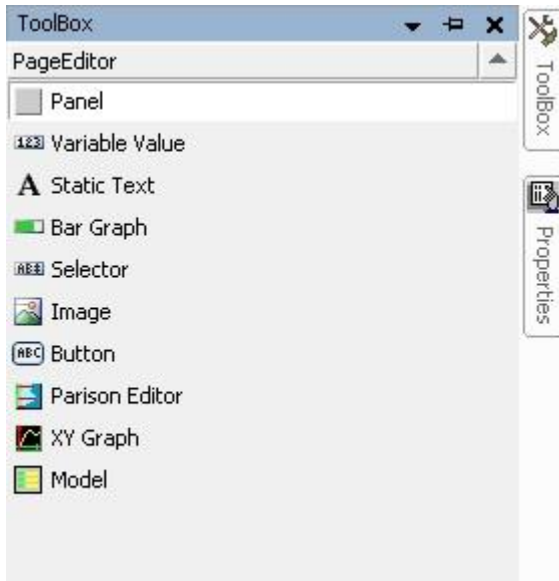 ToolBox
PageEditor
Panel
123 Variable Value
A Static Text
Bar Graph
Selector
Image
ABC Button
Parison Editor
XY Graph
Model
ToolBox
Properties